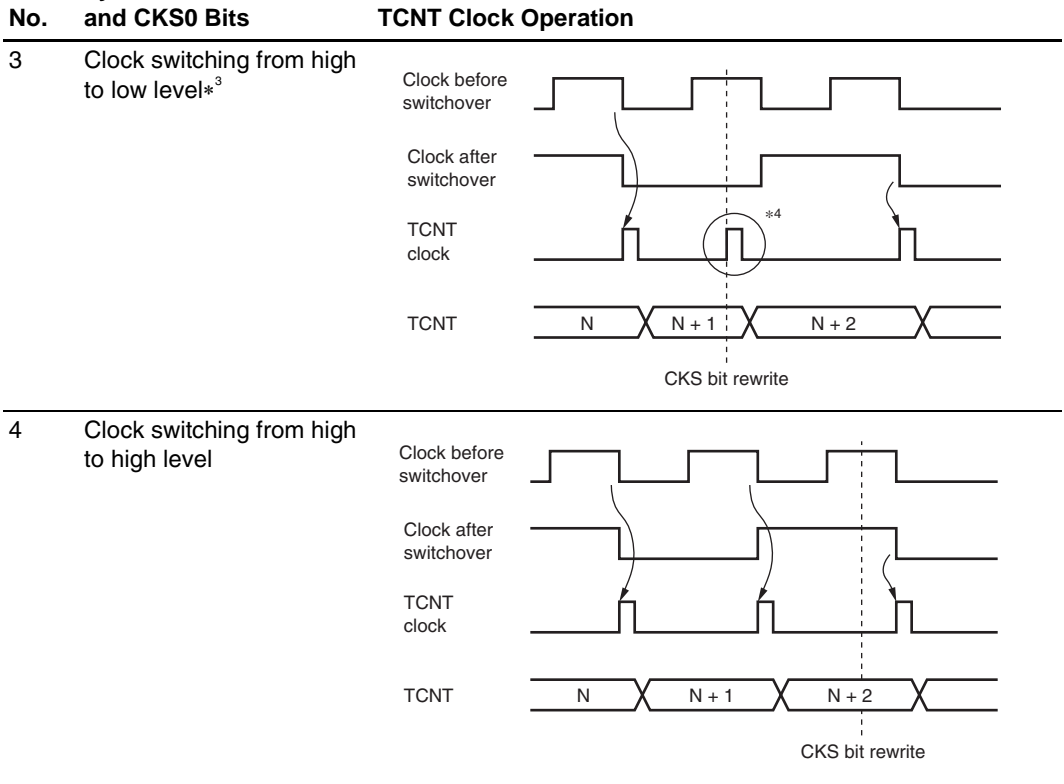 No. and CKS0 Bits TCNT Clock Operation
3 Clock switching from high
to low level*3
Clock before
switchover
Clock after
switchover
TCNT
clock
*4
TCNT N N + 1 N + 2
CKS bit rewrite
4 Clock switching from high
to high level
Clock before
switchover
Clock after
switchover
TCNT
clock
TCNT N N + 1 N + 2
CKS bit rewrite